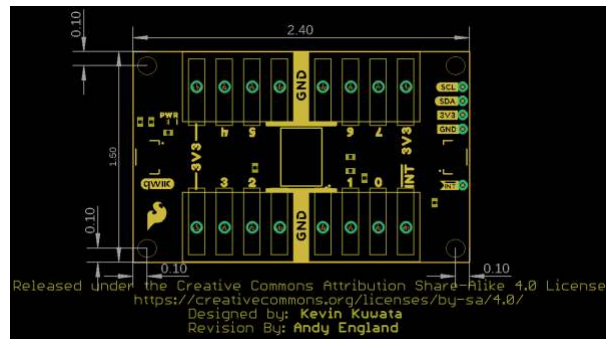 2.40
0.10
SCL
SDA
3V3
GND
PWR
GND
3V3
4
5
6
7
3V3
1.50
qwiic
3
2
1
0
INT
INT
GND
0.10
0.10
0.10
Released under the Creative Commons Attribution Share-Alike 4.0 License
https://creativecommons.org/licenses/by-sa/4.0/
Designed by: Kevin Kuwata
Revision By: Andy England